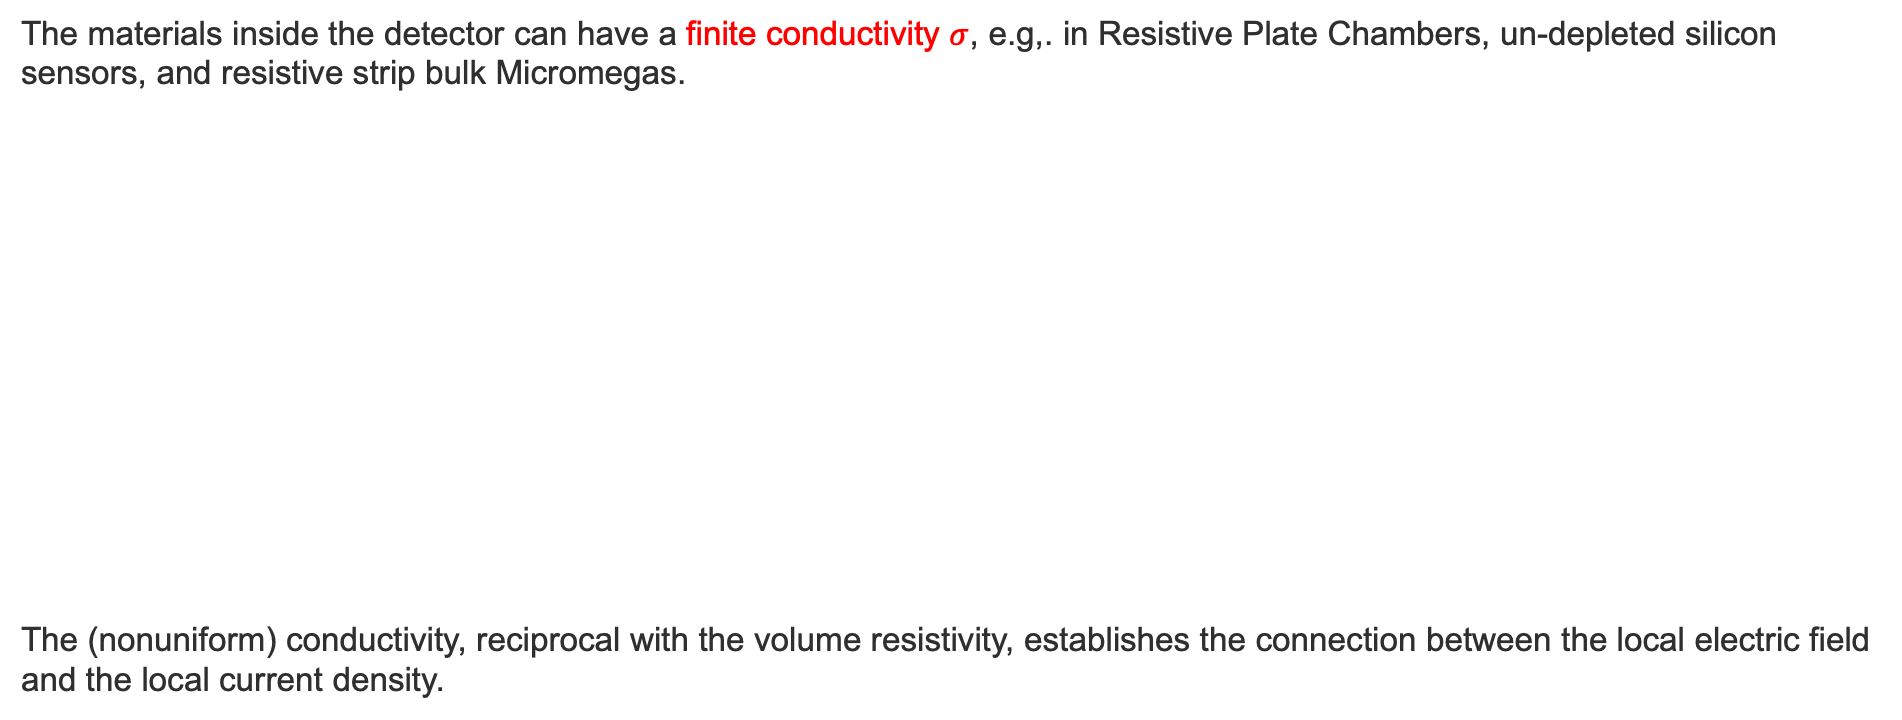 The materials inside the detector can have a finite conductivity σ, e.g,. in Resistive Plate Chambers, un-depleted silicon
sensors, and resistive strip bulk Micromegas.
The (nonuniform) conductivity, reciprocal with the volume resistivity, establishes the connection between the local electric field
and the local current density.